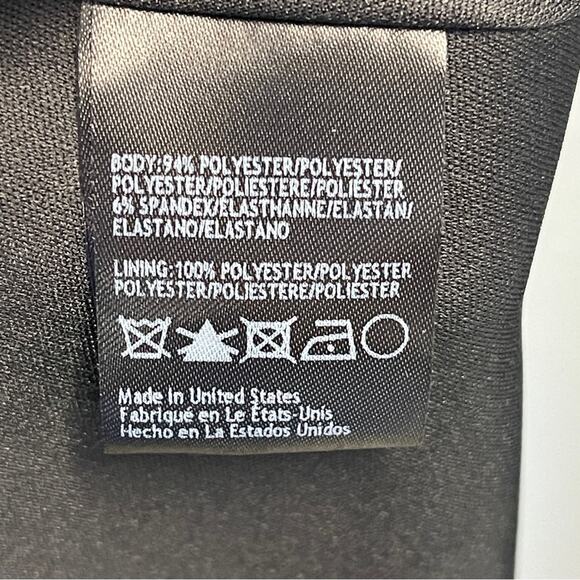 BODY:94% POLYESTER/POLYESTER/
POLYESTER/POLIESTERE/POLIESTER
6% SPANDEX/ELASTHANNE/ELASTAN/
ELASTANO/ELASTANO
LINING:100% POLYESTER/POLYESTER
POLYESTER/POLIESTERE/POLIESTER
Made In United States
Fabriqué en Le États-Unis
Hecho en La Estados Unidos